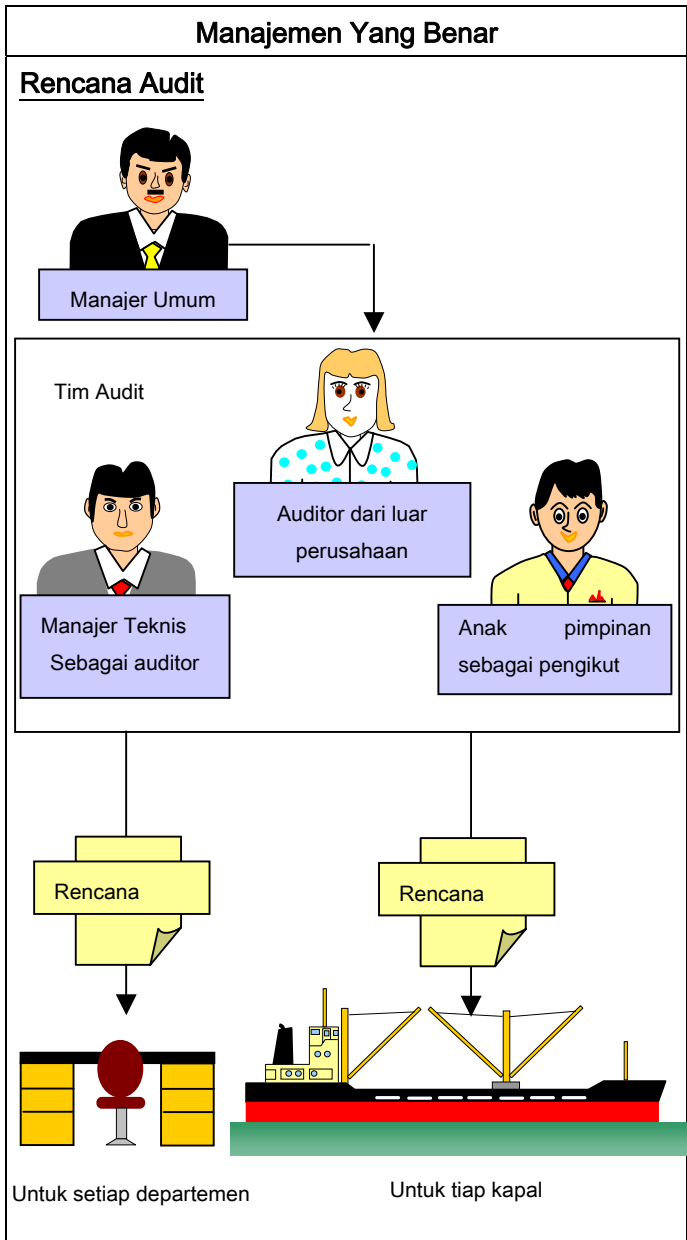 Manajemen Yang Benar
Rencana Audit
Manajer Umum
Tim Audit
Auditor dari luar
perusahaan
Manajer Teknis
Sebagai auditor
Anak pimpinan
sebagai pengikut
Rencana
Rencana
Untuk setiap departemen
Untuk tiap kapal